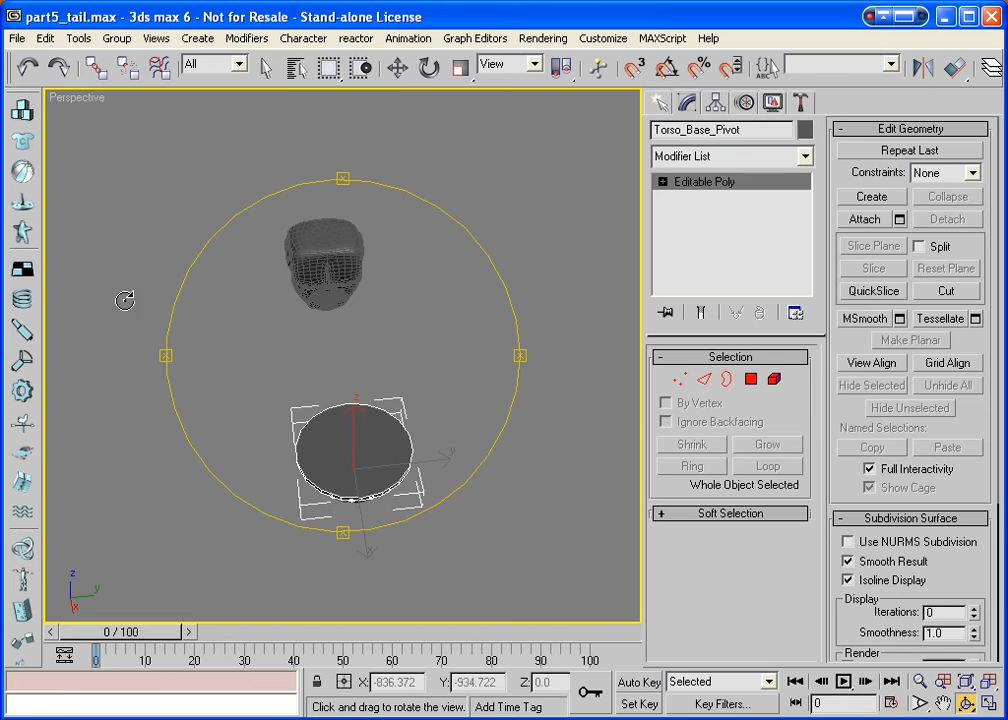 part5_tail.max - 3ds max 6 - Not for Resale - Stand-alone License
File Edit Tools Group Views Create Modifiers Character reactor Animation Graph Editors Rendering Customize MAXScript Help
All View
Perspective
Torso_Base_Pivot
Modifier List
Editable Poly
Selection
By Vertex
Ignore Backfacing
Shrink Grow
Ring Loop
Whole Object Selected
Soft Selection
Edit Geometry
Repeat Last
Constraints: None
Create Collapse
Attach Detach
Slice Plane Split
Slice Reset Plane
QuickSlice Cut
MSmooth Tessellate
Make Planar
View Align Grid Align
Hide Selected Unhide All
Hide Unselected
Named Selections:
Copy Paste
Full Interactivity
Show Cage
Subdivision Surface
Use NURMS Subdivision
Smooth Result
Isoline Display
Display
Iterations: 0
Smoothness: 1.0
Render
z
y
x
z
y
x
0 / 100
0 10 20 30 40 50 60 70 80 90 100
X: -836.372 Y: -934.722 Z: 0.0
Auto Key Selected
Click and drag to rotate the view. Add Time Tag
Set Key Key Filters... 0